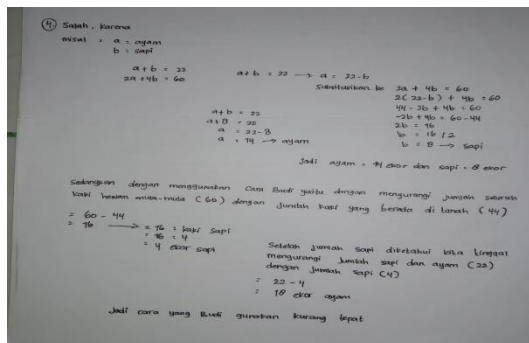 4. Salah, karena
misal : a = ayam
b = sapi
a + b = 22
2a + 4b = 60
a + b = 22 → a = 22 - b
Substitusikan ke 2a + 4b = 60
2(22-b) + 4b = 60
44 - 2b + 4b = 60
-2b + 4b = 60 - 44
2b = 16
b = 16 / 2
b = 8 → sapi
a + b = 22
a + 8 = 22
a = 22 - 8
a = 14 → ayam
Jadi ayam = 14 ekor dan sapi = 8 ekor
Sedangkan dengan menggunakan cara Budi yaitu dengan mengurangi jumlah seluruh
kaki hewan mula-mula (60) dengan jumlah kaki yang berada di tanah (44)
= 60 - 44
= 16 → = 16 : kaki sapi
= 16 : 4
= 4 ekor sapi
Setelah jumlah sapi diketahui kita tinggal
mengurangi jumlah sapi dan ayam (22)
dengan jumlah sapi (4)
= 22 - 4
= 18 ekor ayam
Jadi cara yang Budi gunakan kurang tepat